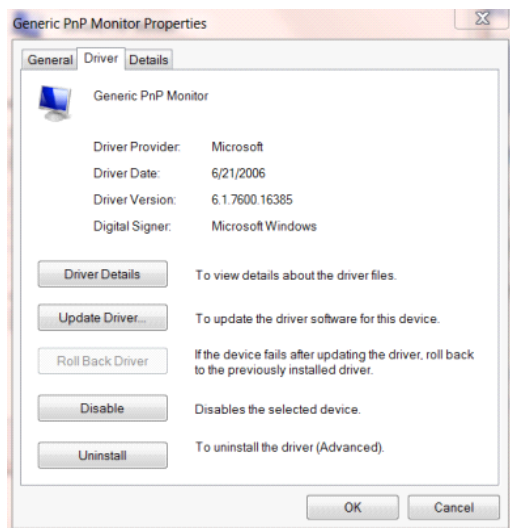 Generic PnP Monitor Properties
General Driver Details
Generic PnP Monitor
Driver Provider: Microsoft
Driver Date: 6/21/2006
Driver Version: 6.1.7600.16385
Digital Signer: Microsoft Windows
Driver Details To view details about the driver files.
Update Driver... To update the driver software for this device.
Roll Back Driver If the device fails after updating the driver, roll back
to the previously installed driver.
Disable Disables the selected device.
Uninstall To uninstall the driver (Advanced).
OK Cancel